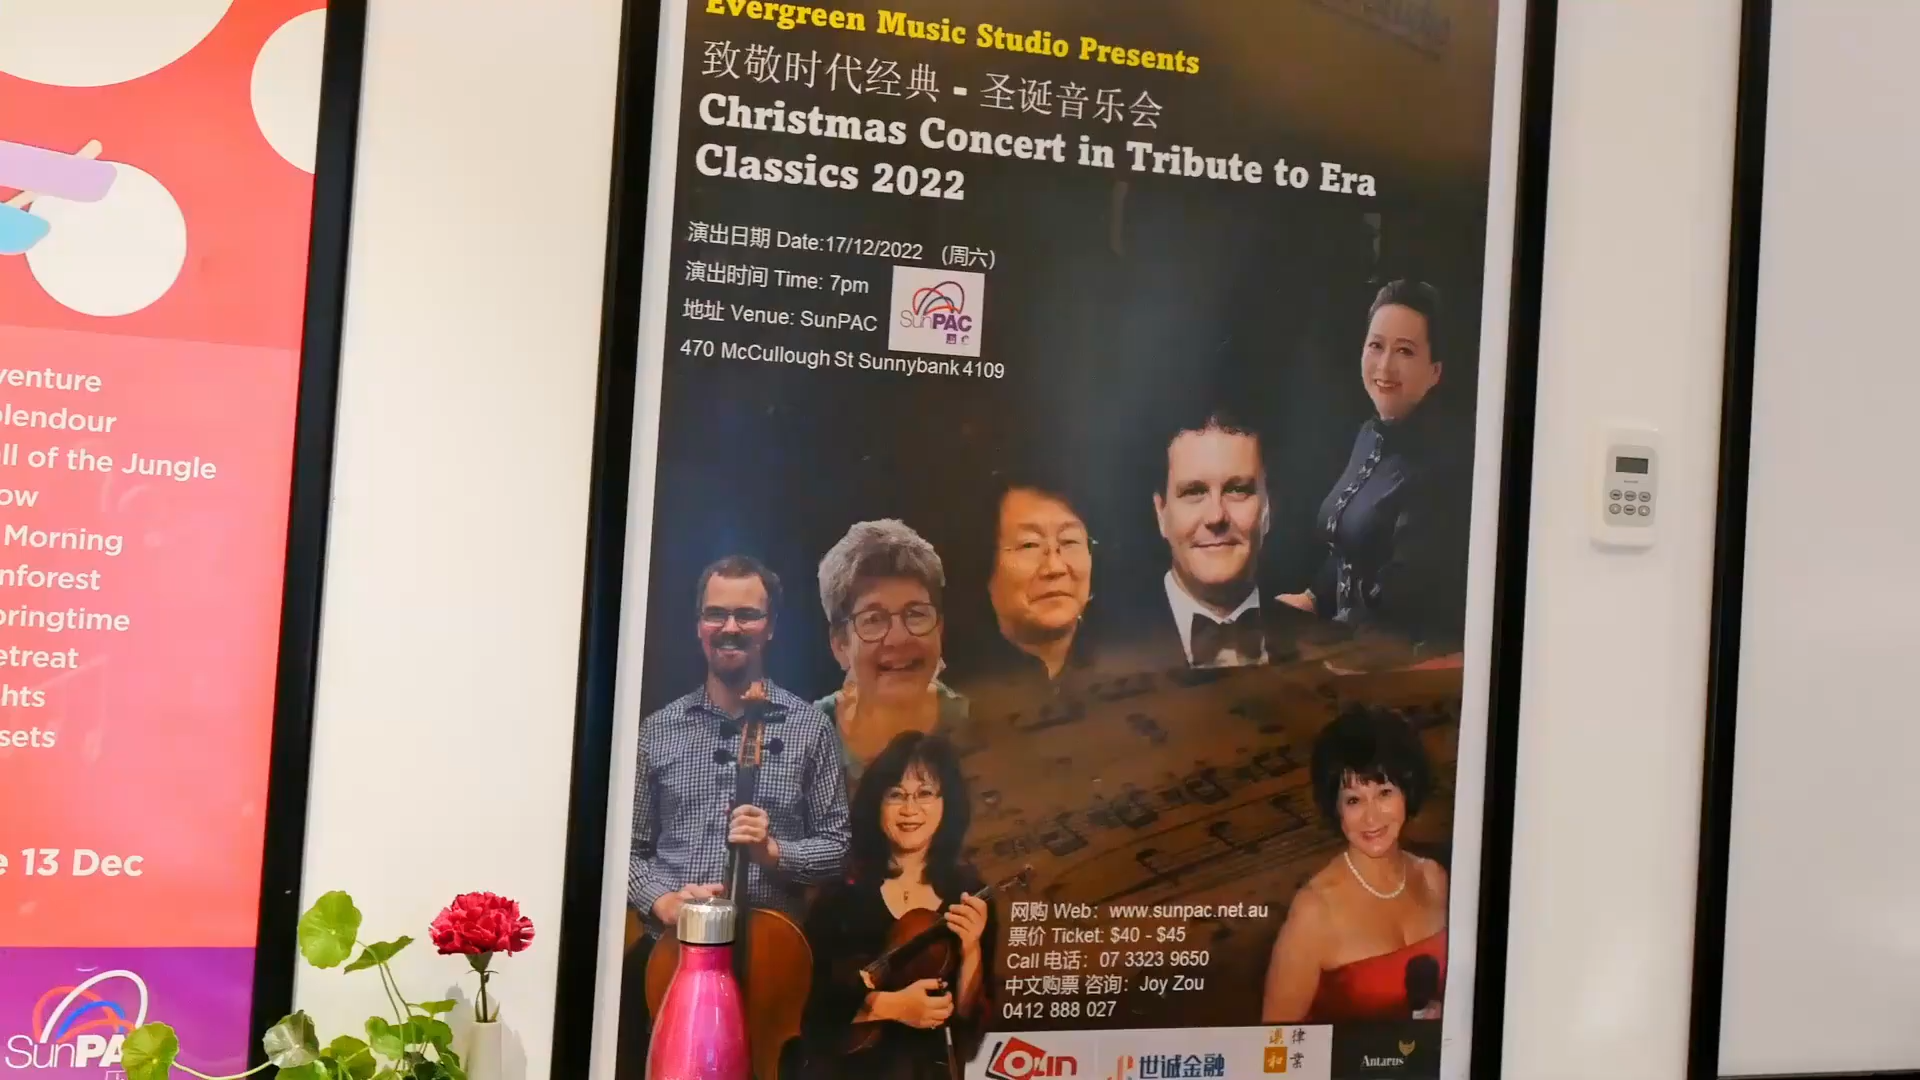 Evergreen Music Studio Presents
致敬时代经典 - 圣诞音乐会
Christmas Concert in Tribute to Era
Classics 2022
演出日期 Date:17/12/2022 (周六)
演出时间 Time: 7pm
地址 Venue: SunPAC
SunPAC
470 McCullough St Sunnybank 4109
网购 Web: www.sunpac.net.au
票价 Ticket: $40 - $45
Call 电话: 07 3323 9650
中文购票 咨询: Joy Zou
0412 888 027
世诚金融
Antarus
venture
lendour
ll of the Jungle
ow
Morning
nforest
pringtime
etreat
hts
sets
e 13 Dec
SunPA